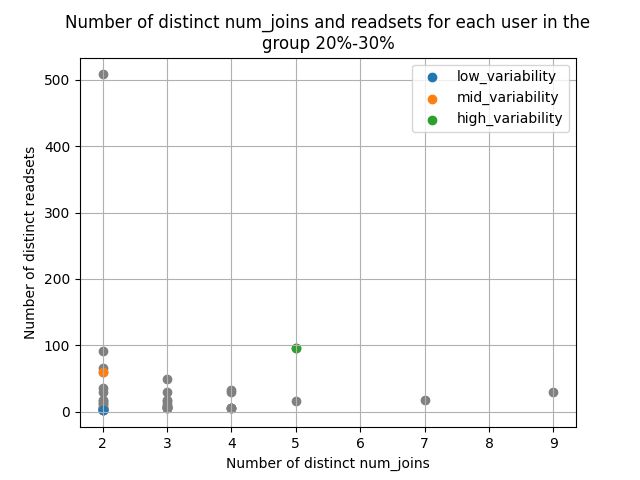 Number of distinct num_joins and readsets for each user in the
group 20%-30%
low_variability
mid_variability
high_variability
500
400
300
200
100
0
Number of distinct readsets
2 3 4 5 6 7 8 9
Number of distinct num_joins